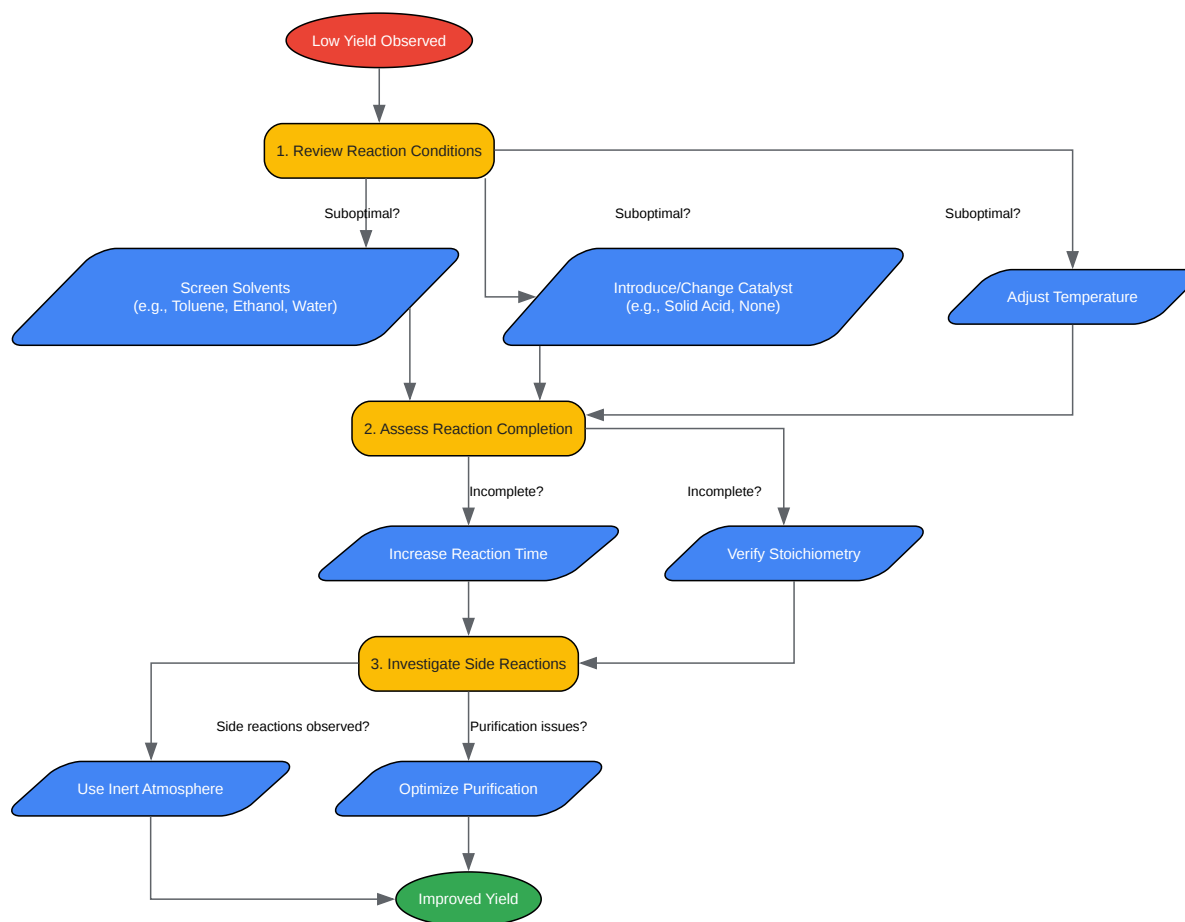 Low Yield Observed
1. Review Reaction Conditions
Suboptimal?
Suboptimal?
Suboptimal?
Screen Solvents
(e.g., Toluene, Ethanol, Water)
Introduce/Change Catalyst
(e.g., Solid Acid, None)
Adjust Temperature
2. Assess Reaction Completion
Incomplete?
Incomplete?
Increase Reaction Time
Verify Stoichiometry
3. Investigate Side Reactions
Side reactions observed?
Purification issues?
Use Inert Atmosphere
Optimize Purification
Improved Yield